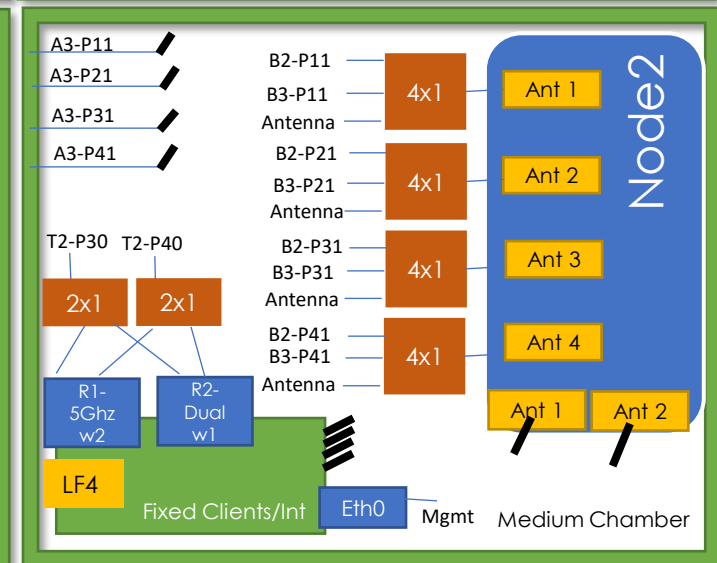 A3-P11
A3-P21
A3-P31
A3-P41
B2-P11
B3-P11
Antenna
4x1
Ant 1
B2-P21
B3-P21
Antenna
4x1
Ant 2
B2-P31
B3-P31
Antenna
4x1
Ant 3
B2-P41
B3-P41
Antenna
4x1
Ant 4
Node2
Ant 1
Ant 2
T2-P30
T2-P40
2x1
2x1
R1-
5Ghz
w2
R2-
Dual
w1
LF4
Fixed Clients/Int
Eth0
Mgmt
Medium Chamber